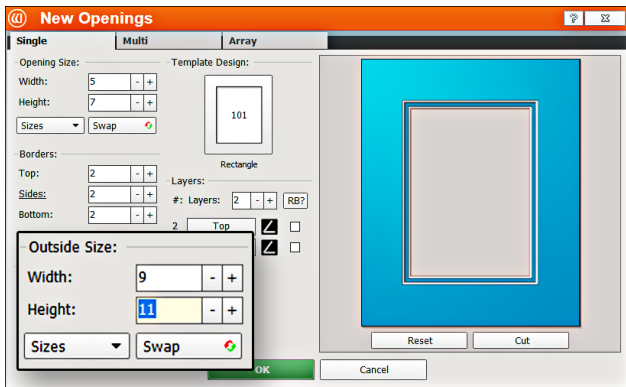 New Openings
Single Multi Array
Opening Size:
Width: 5 - +
Height: 7 - +
Sizes Swap
Borders:
Top: 2 - +
Sides: 2 - +
Bottom: 2 - +
Template Design:
101
Rectangle
Layers:
#: Layers: 2 - + RB?
2 Top
Outside Size:
Width: 9 - +
Height: 11 - +
Sizes Swap
Reset Cut
OK Cancel